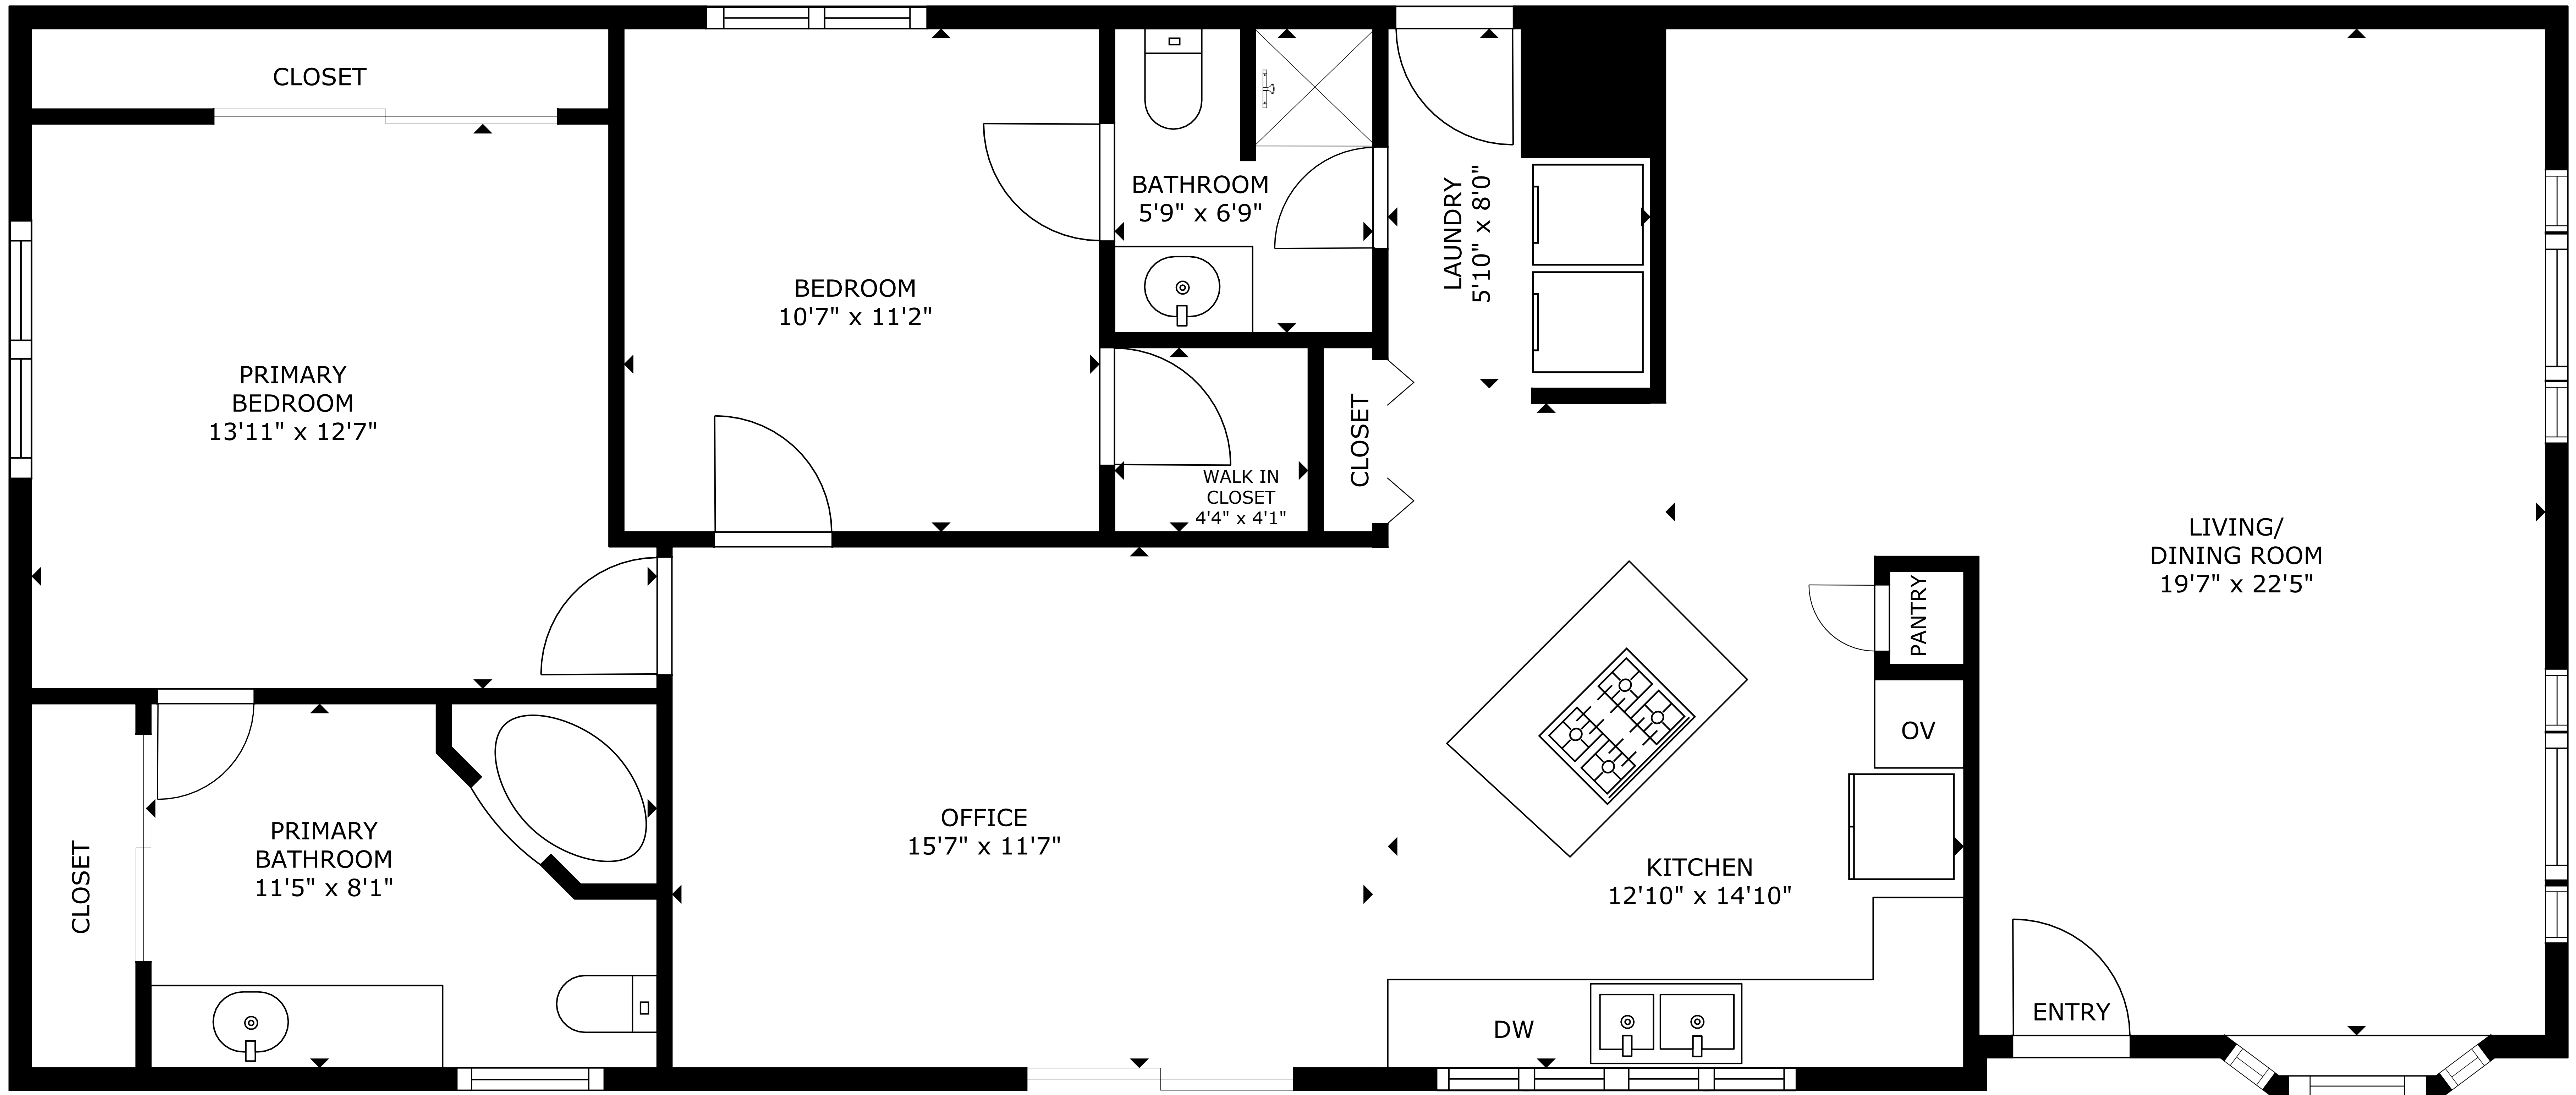 CLOSET
PRIMARY
BEDROOM
13'11" x 12'7"
BEDROOM
10'7" x 11'2"
BATHROOM
5'9" x 6'9"
LAUNDRY
5'10" x 8'0"
WALK IN
CLOSET
4'4" x 4'1"
CLOSET
LIVING/
DINING ROOM
19'7" x 22'5"
PANTRY
OV
CLOSET
PRIMARY
BATHROOM
11'5" x 8'1"
OFFICE
15'7" x 11'7"
KITCHEN
12'10" x 14'10"
DW
ENTRY